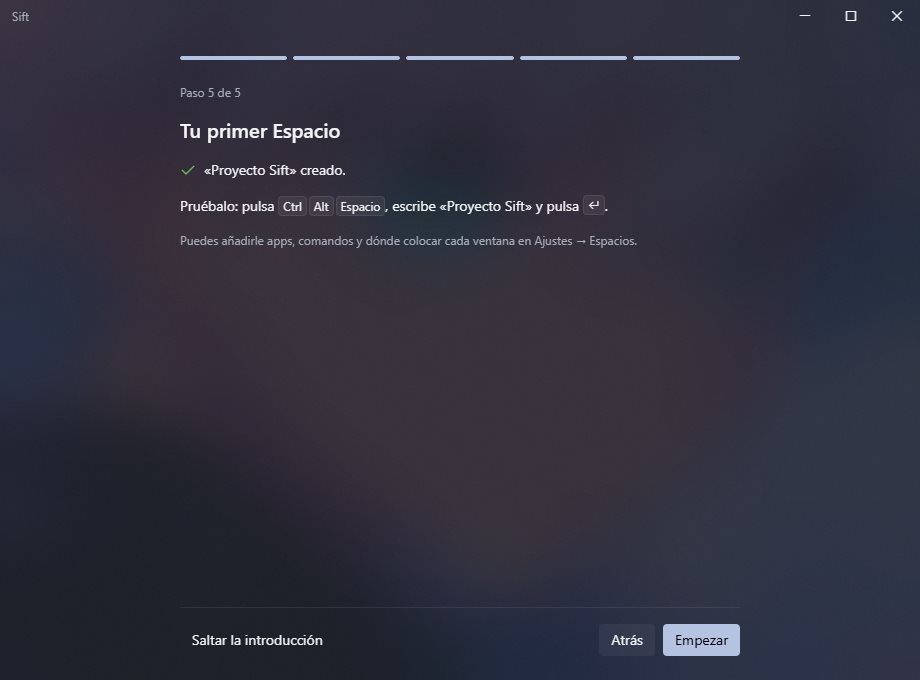 Sift
Paso 5 de 5
Tu primer Espacio
«Proyecto Sift» creado.
Pruébalo: pulsa Ctrl Alt Espacio, escribe «Proyecto Sift» y pulsa ↵.
Puedes añadirle apps, comandos y dónde colocar cada ventana en Ajustes → Espacios.
Saltar la introducción
Atrás
Empezar